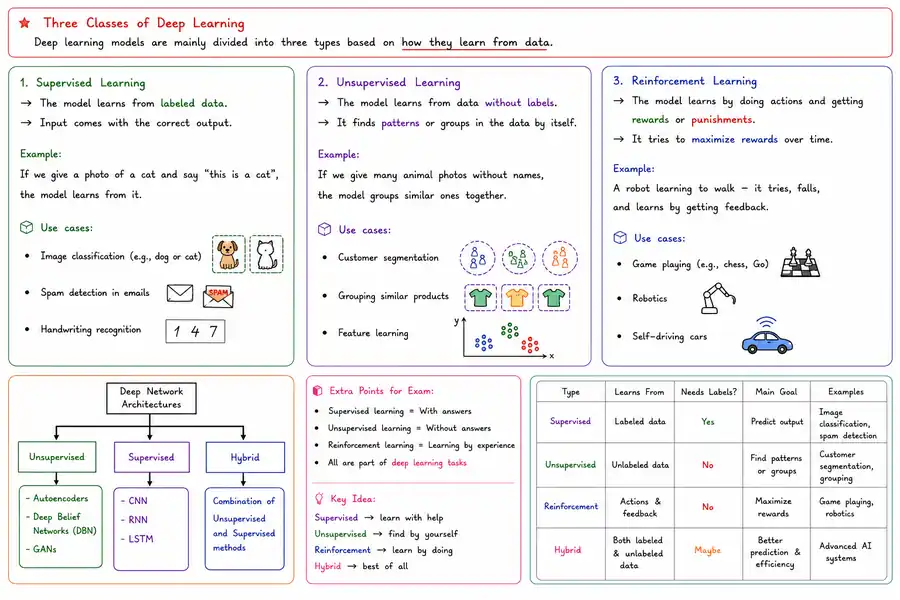 Three Classes of Deep Learning
Deep learning models are mainly divided into three types based on how they learn from data.
1. Supervised Learning
→ The model learns from labeled data.
→ Input comes with the correct output.
Example:
If we give a photo of a cat and say “this is a cat”,
the model learns from it.
Use cases:
• Image classification (e.g., dog or cat)
• Spam detection in emails
SPAM
• Handwriting recognition
1 4 7
2. Unsupervised Learning
→ The model learns from data without labels.
→ It finds patterns or groups in the data by itself.
Example:
If we give many animal photos without names,
the model groups similar ones together.
Use cases:
• Customer segmentation
• Grouping similar products
• Feature learning
y
x
3. Reinforcement Learning
→ The model learns by doing actions and getting
rewards or punishments.
→ It tries to maximize rewards over time.
Example:
A robot learning to walk – it tries, falls,
and learns by getting feedback.
Use cases:
• Game playing (e.g., chess, Go)
• Robotics
• Self-driving cars
Deep Network
Architectures
Unsupervised
- Autoencoders
- Deep Belief
Networks (DBN)
- GANs
Supervised
- CNN
- RNN
- LSTM
Hybrid
Combination of
Unsupervised
and Supervised
methods
Extra Points for Exam:
• Supervised learning = With answers
• Unsupervised learning = Without answers
• Reinforcement learning = Learning by experience
• All are part of deep learning tasks
Key Idea:
Supervised → learn with help
Unsupervised → find by yourself
Reinforcement → learn by doing
Hybrid → best of all
Type Learns From Needs Labels? Main Goal Examples
Supervised Labeled data Yes Predict output Image classification, spam detection
Unsupervised Unlabeled data No Find patterns or groups Customer segmentation, grouping
Reinforcement Actions & feedback No Maximize rewards Game playing, robotics
Hybrid Both labeled & unlabeled data Maybe Better prediction & efficiency Advanced AI systems